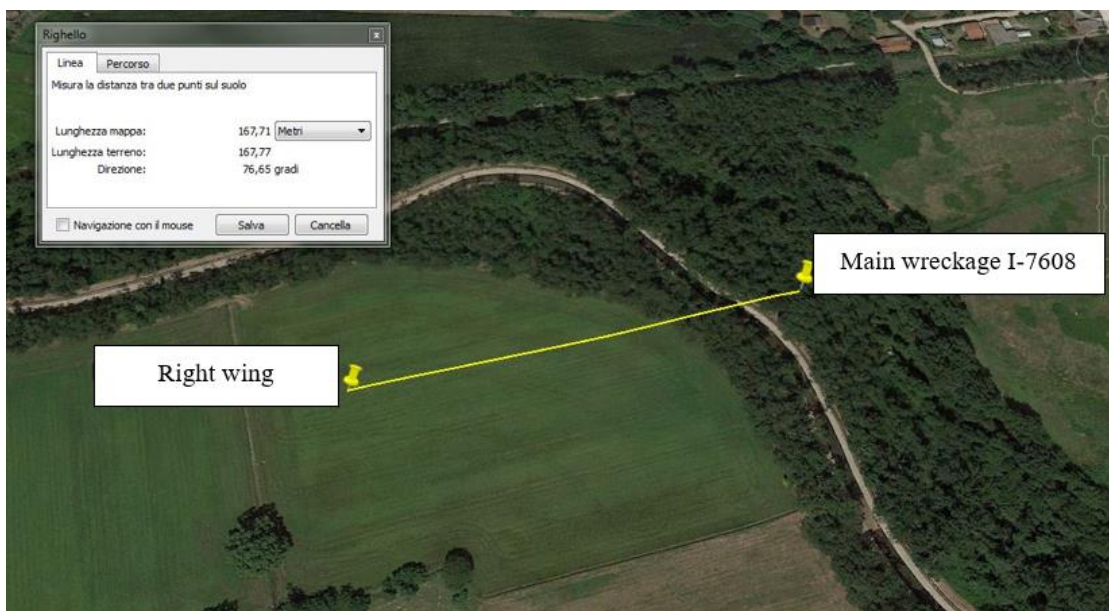 Righello
Linea Percorso
Misura la distanza tra due punti sul suolo
Lunghezza mappa: 167,71 Metri
Lunghezza terreno: 167,77
Direzione: 76,65 gradi
Navigazione con il mouse Salva Cancella
Main wreckage I-7608
Right wing